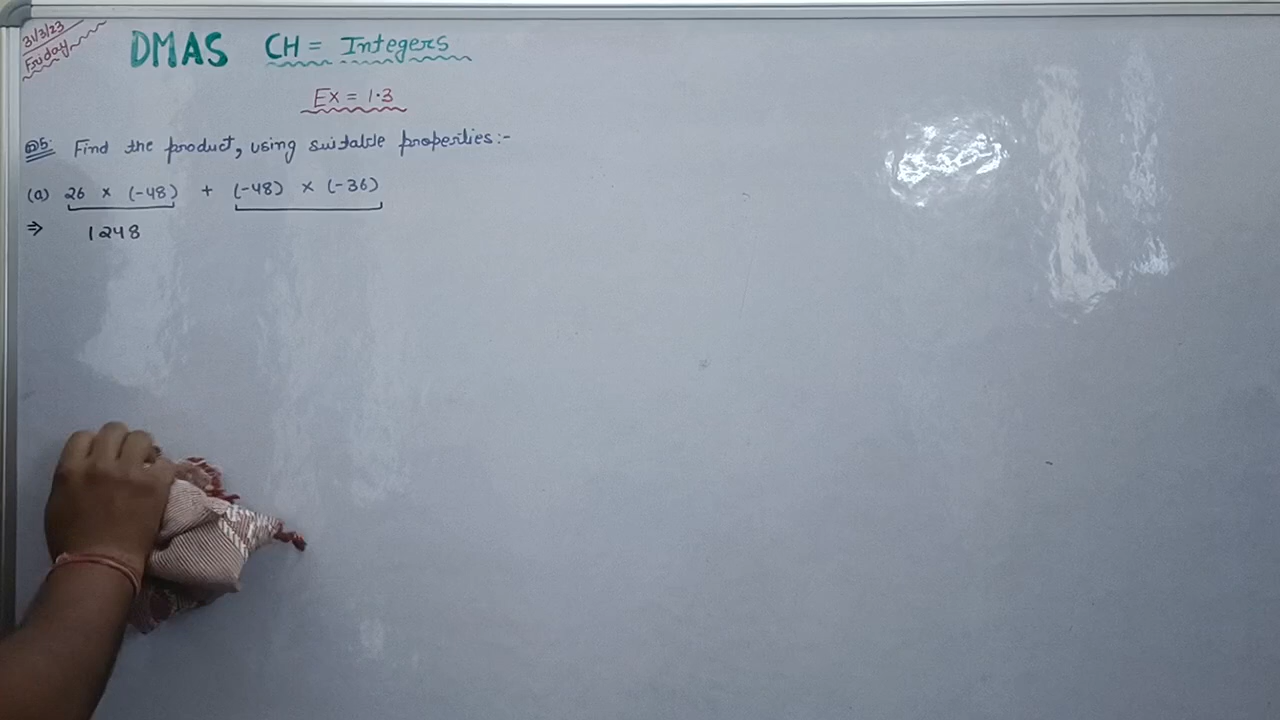 31/3/23
Friday
DMAS CH = Integers
Ex = 1.3
Q5. Find the product, using suitable properties:-
(a) 26 × (-48) + (-48) × (-36)
⇒ 1248